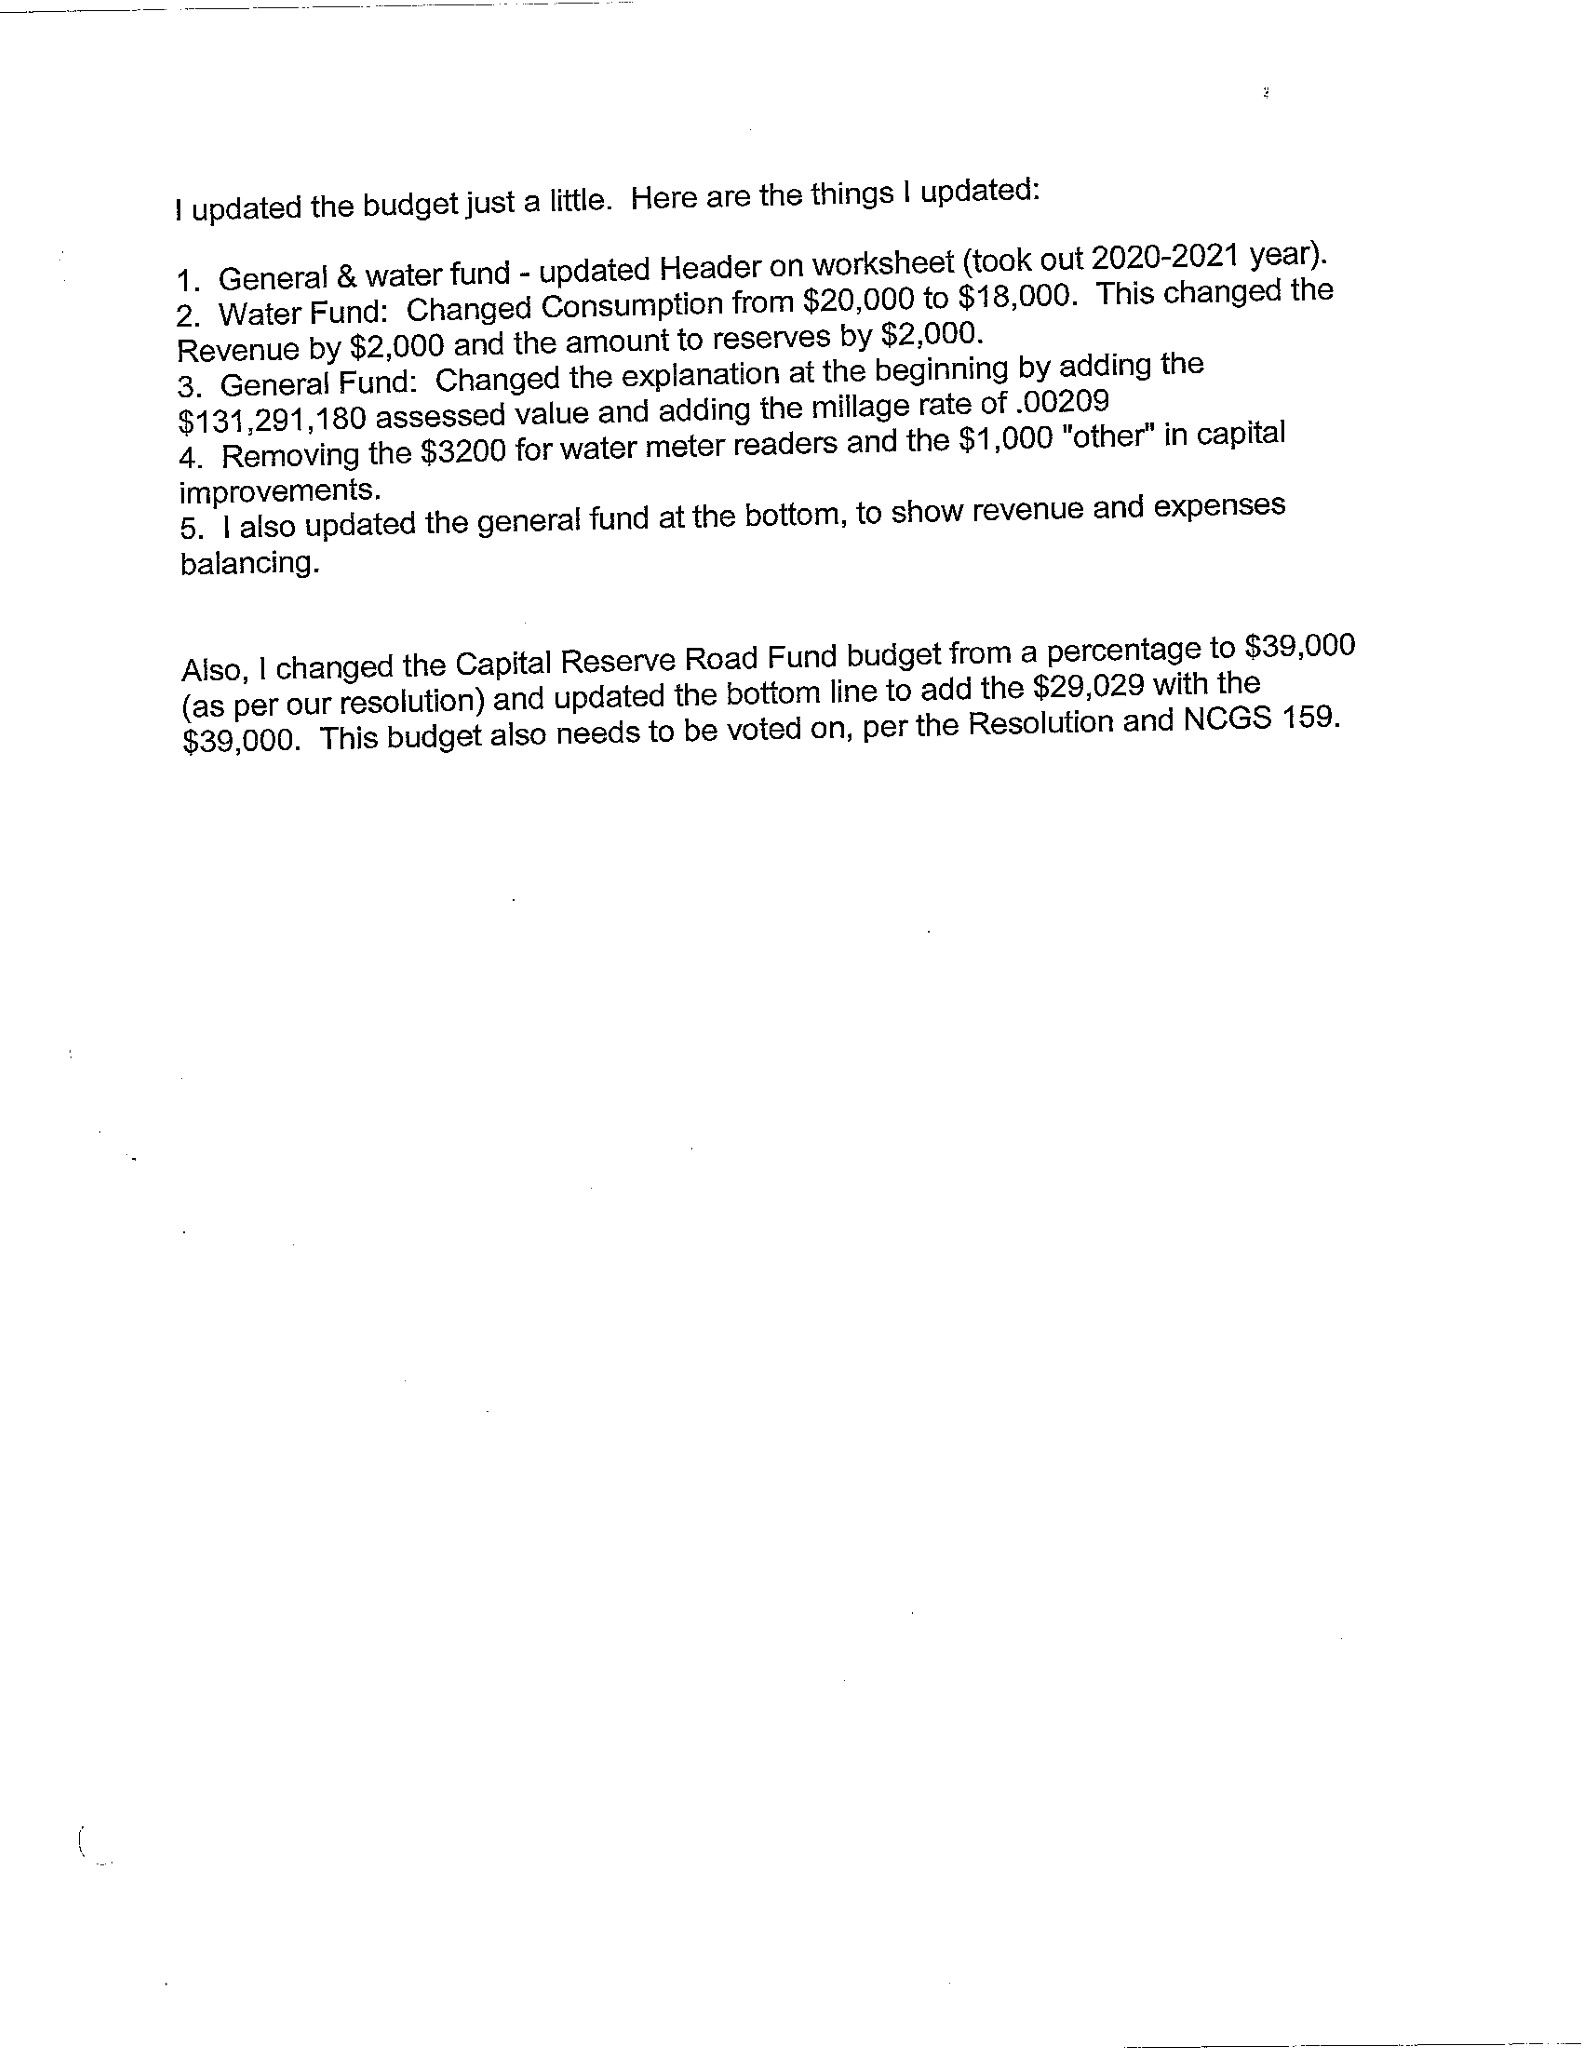 I updated the budget just a little.  Here are the things I updated:
1.  General & water fund - updated Header on worksheet (took out 2020-2021 year).
2.  Water Fund:  Changed Consumption from $20,000 to $18,000.  This changed the
Revenue by $2,000 and the amount to reserves by $2,000.
3.  General Fund:  Changed the explanation at the beginning by adding the
$131,291,180 assessed value and adding the millage rate of .00209
4.  Removing the $3200 for water meter readers and the $1,000 "other" in capital
improvements.
5.  I also updated the general fund at the bottom, to show revenue and expenses
balancing.
Also, I changed the Capital Reserve Road Fund budget from a percentage to $39,000
(as per our resolution) and updated the bottom line to add the $29,029 with the
$39,000.  This budget also needs to be voted on, per the Resolution and NCGS 159.